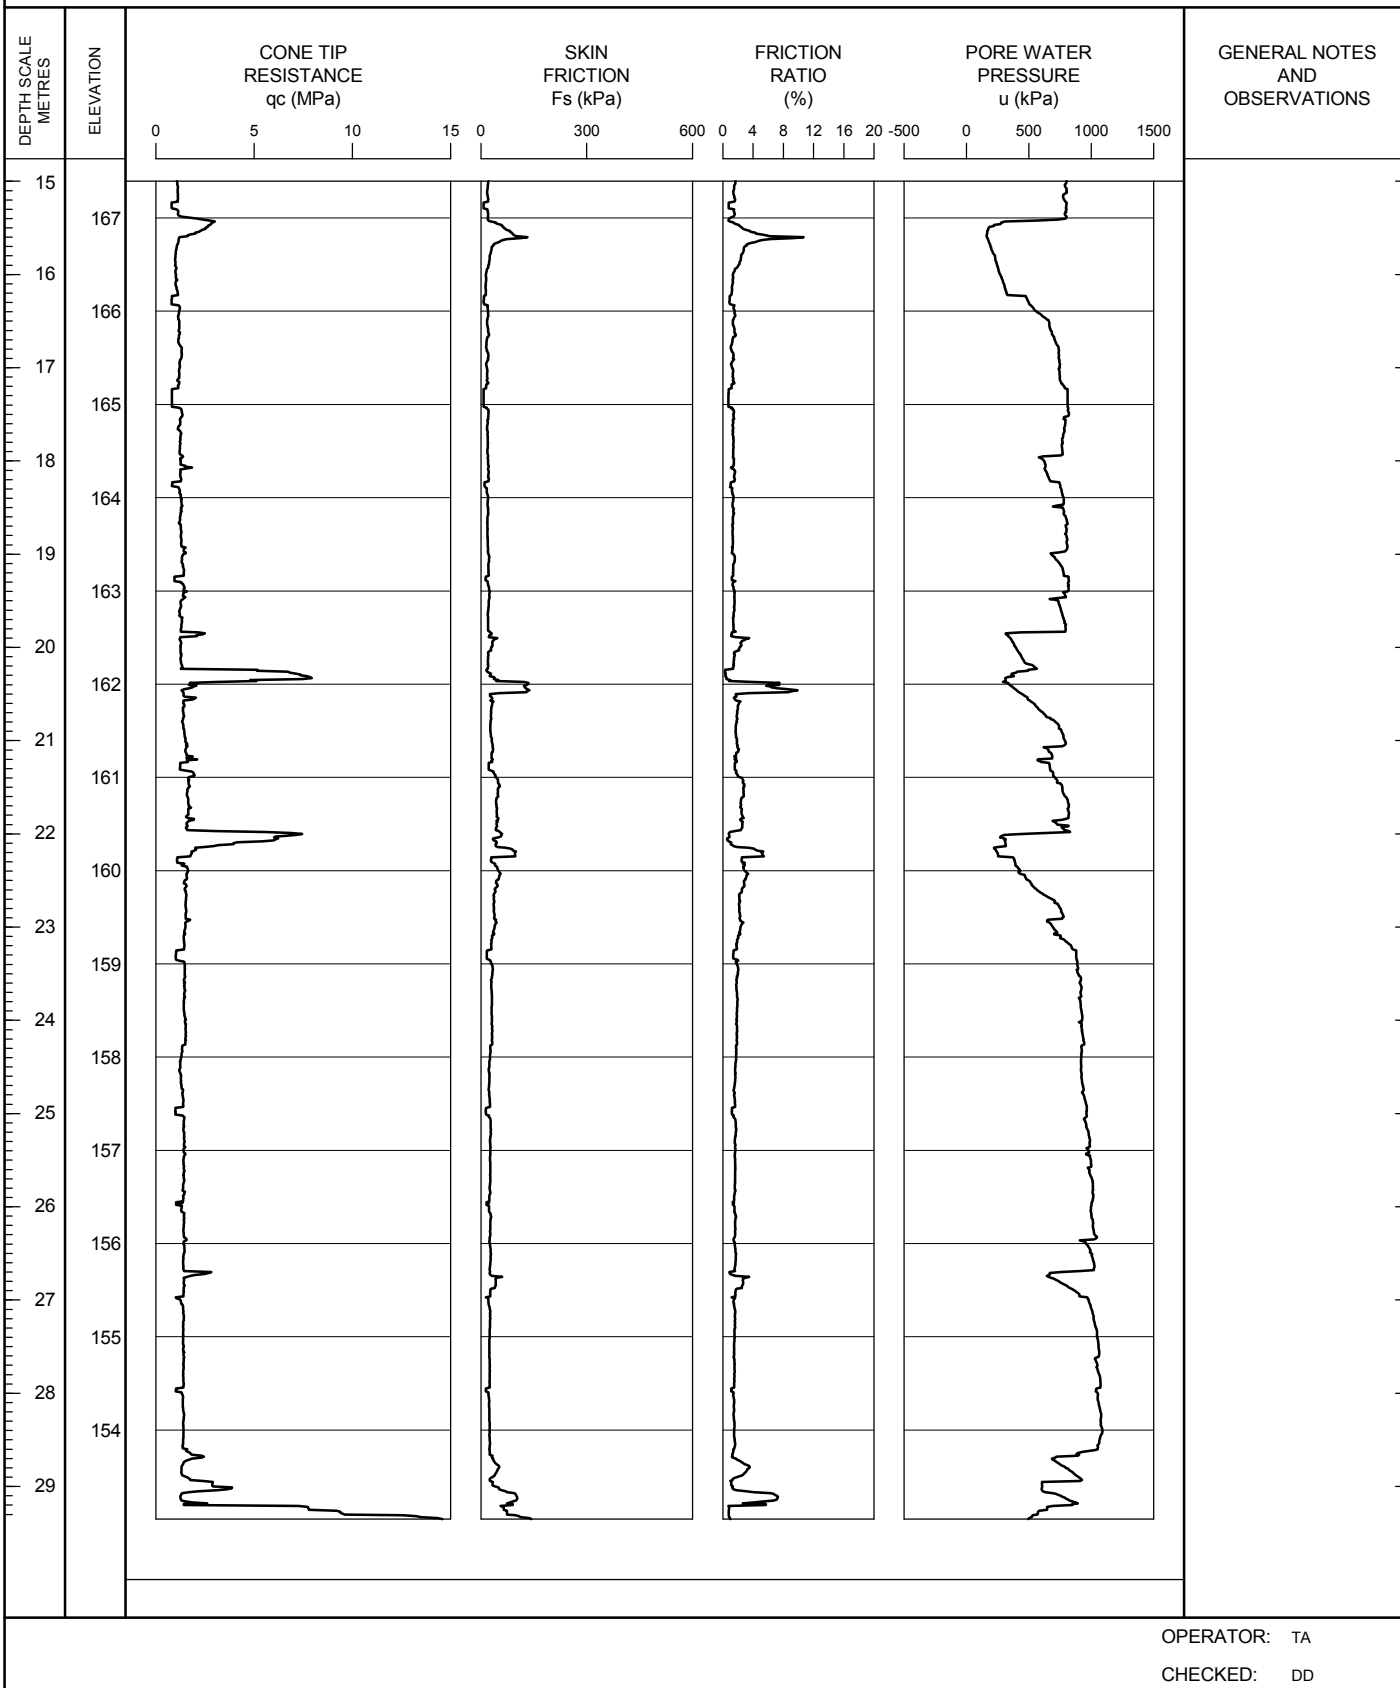 DEPTH SCALE
METRES
ELEVATION
CONE TIP
RESISTANCE
qc (MPa)
SKIN
FRICTION
Fs (kPa)
FRICTION
RATIO
(%)
PORE WATER
PRESSURE
u (kPa)
GENERAL NOTES
AND
OBSERVATIONS
0 5 10 15
0 300 600
0 4 8 12 16 20
-500 0 500 1000 1500
15
167
16
166
17
165
18
164
19
163
20
162
21
161
22
160
23
159
24
158
25
157
26
156
27
155
28
154
29
OPERATOR: TA
CHECKED: DD